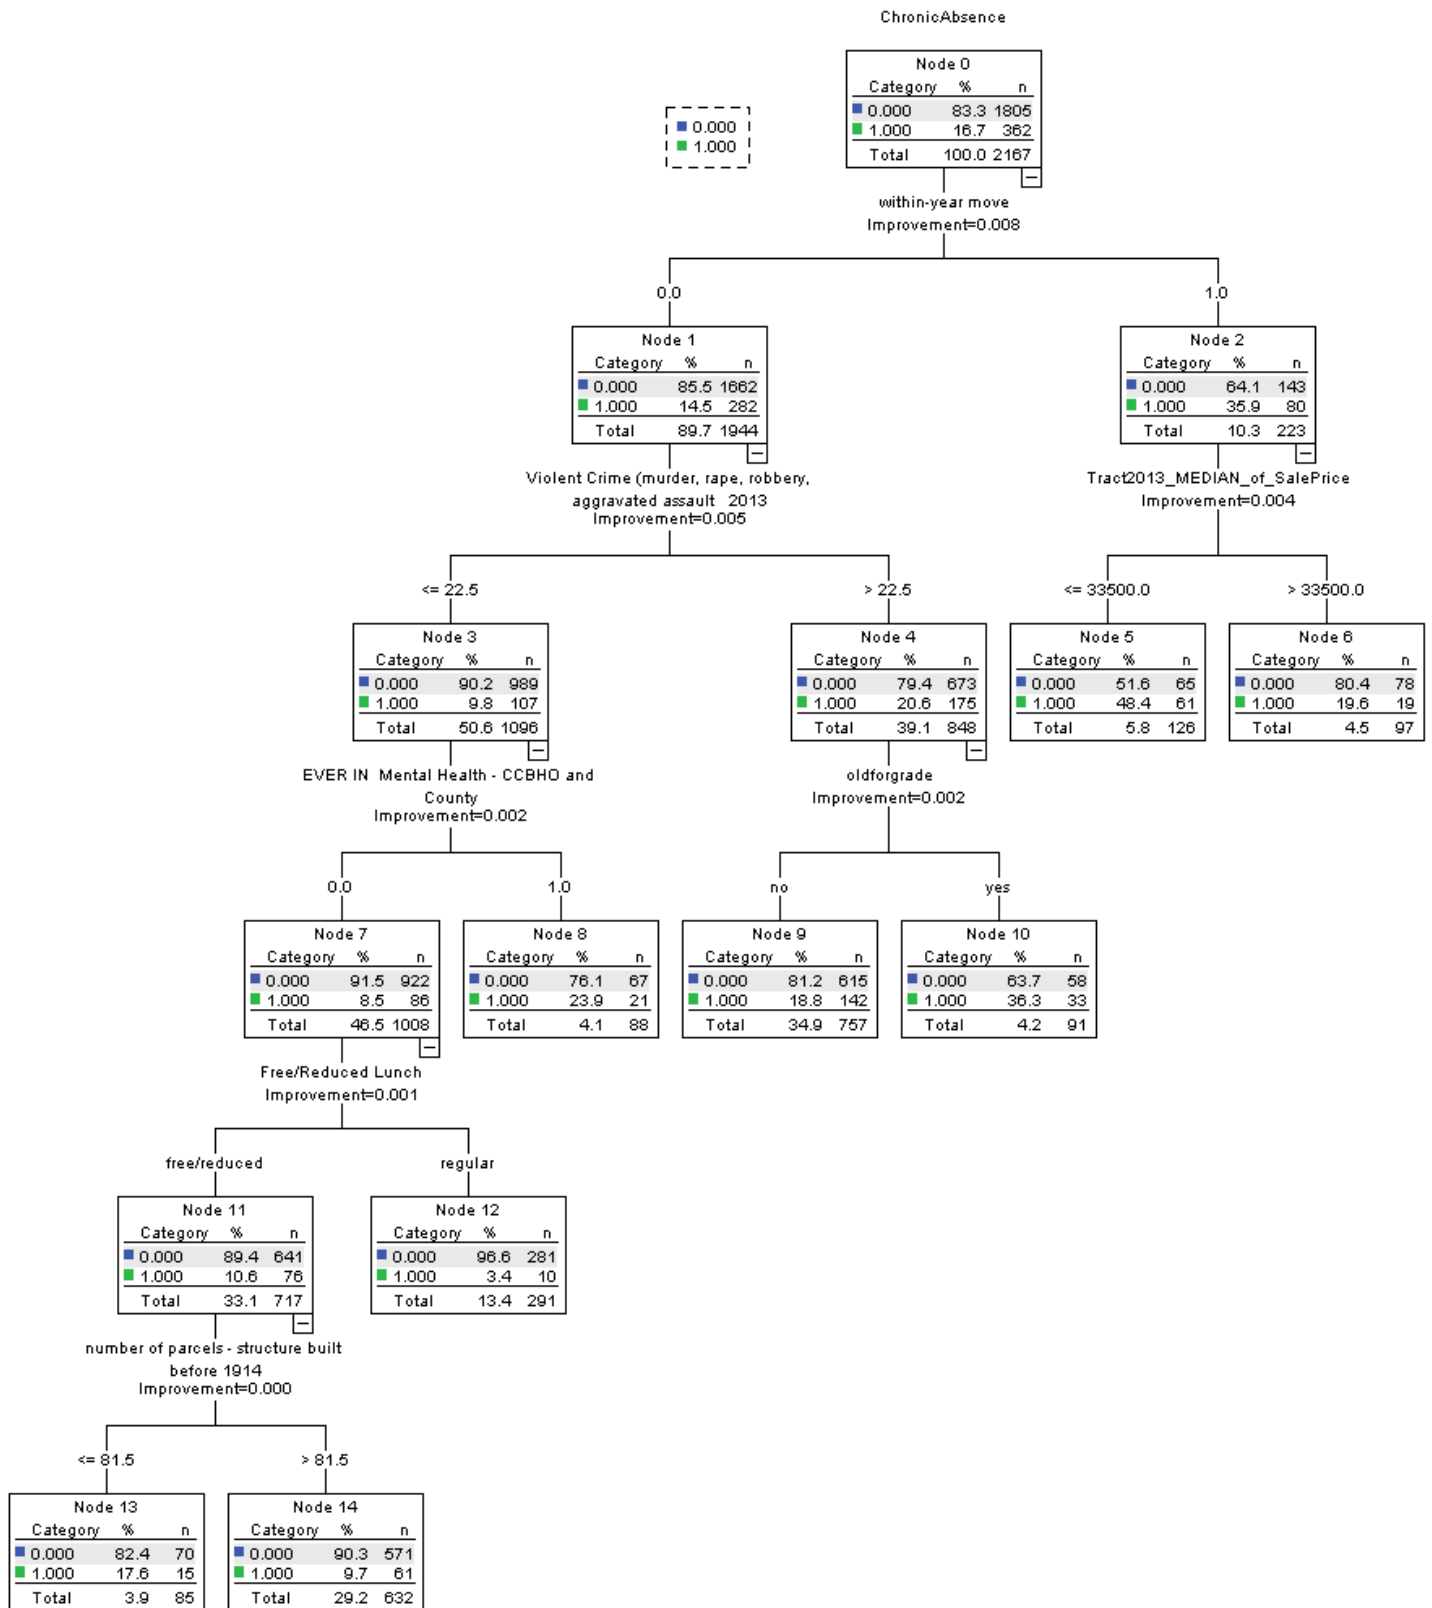 ChronicAbsence
Node 0
Category % n
0.000 83.3 1805
1.000 16.7 362
Total 100.0 2167
0.000
1.000
within-year move
Improvement=0.008
0.0
1.0
Node 1
Category % n
0.000 85.5 1662
1.000 14.5 282
Total 89.7 1944
Node 2
Category % n
0.000 64.1 143
1.000 35.9 80
Total 10.3 223
Violent Crime (murder, rape, robbery,
aggravated assault 2013
Improvement=0.005
Tract2013_MEDIAN_of_SalePrice
Improvement=0.004
<= 22.5
> 22.5
<= 33500.0
> 33500.0
Node 3
Category % n
0.000 90.2 989
1.000 9.8 107
Total 50.6 1096
Node 4
Category % n
0.000 79.4 673
1.000 20.6 175
Total 39.1 848
Node 5
Category % n
0.000 51.6 65
1.000 48.4 61
Total 5.8 126
Node 6
Category % n
0.000 80.4 78
1.000 19.6 19
Total 4.5 97
EVER IN Mental Health - CCBHO and
County
Improvement=0.002
oldforgrade
Improvement=0.002
0.0
1.0
no
yes
Node 7
Category % n
0.000 91.5 922
1.000 8.5 86
Total 46.5 1008
Node 8
Category % n
0.000 76.1 67
1.000 23.9 21
Total 4.1 88
Node 9
Category % n
0.000 81.2 615
1.000 18.8 142
Total 34.9 757
Node 10
Category % n
0.000 63.7 58
1.000 36.3 33
Total 4.2 91
Free/Reduced Lunch
Improvement=0.001
free/reduced
regular
Node 11
Category % n
0.000 89.4 641
1.000 10.6 76
Total 33.1 717
Node 12
Category % n
0.000 96.6 281
1.000 3.4 10
Total 13.4 291
number of parcels - structure built
before 1914
Improvement=0.000
<= 81.5
> 81.5
Node 13
Category % n
0.000 82.4 70
1.000 17.6 15
Total 3.9 85
Node 14
Category % n
0.000 90.3 571
1.000 9.7 61
Total 29.2 632